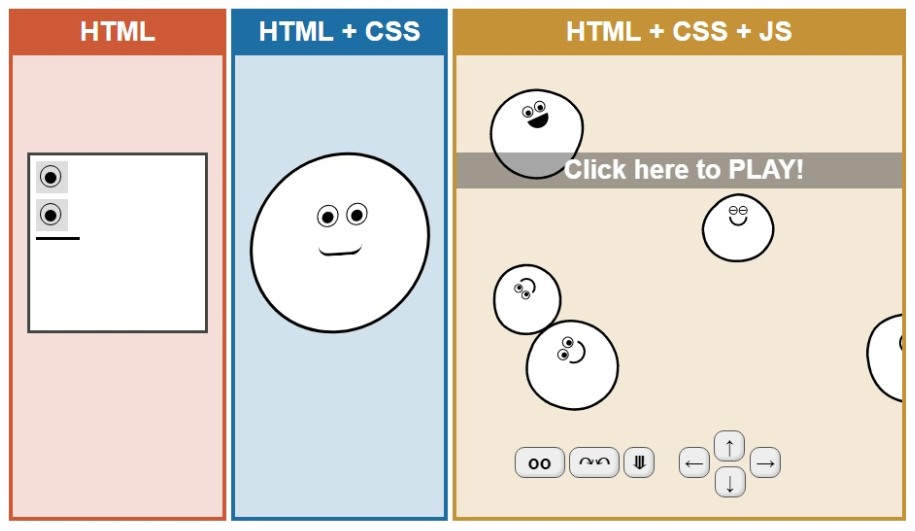 HTML
HTML + CSS
HTML + CSS + JS
Click here to PLAY!
oo
↑
← →
↓